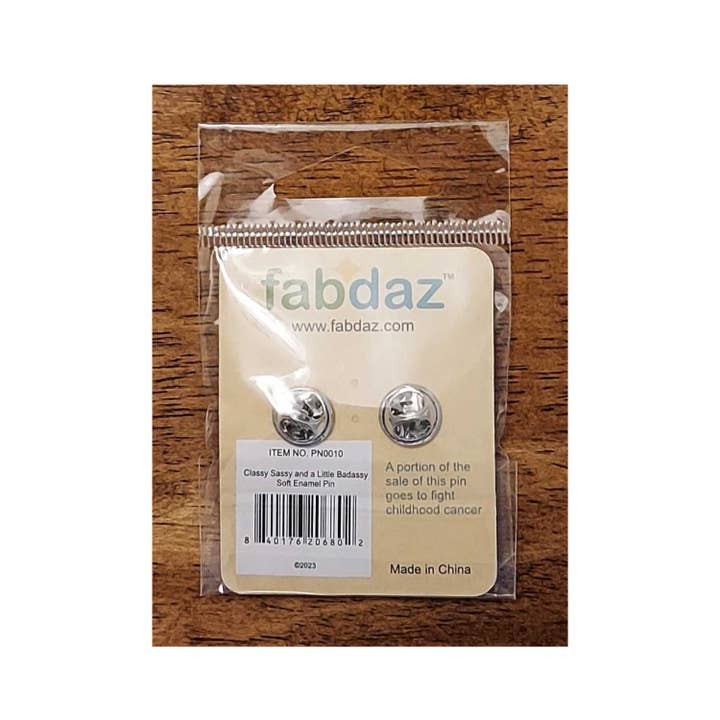 fabdaz™
www.fabdaz.com
ITEM NO. PN0010
Classy Sassy and a Little Badassy
Soft Enamel Pin
8 40176 20680 2
©2023
A portion of the
sale of this pin
goes to fight
childhood cancer
Made in China